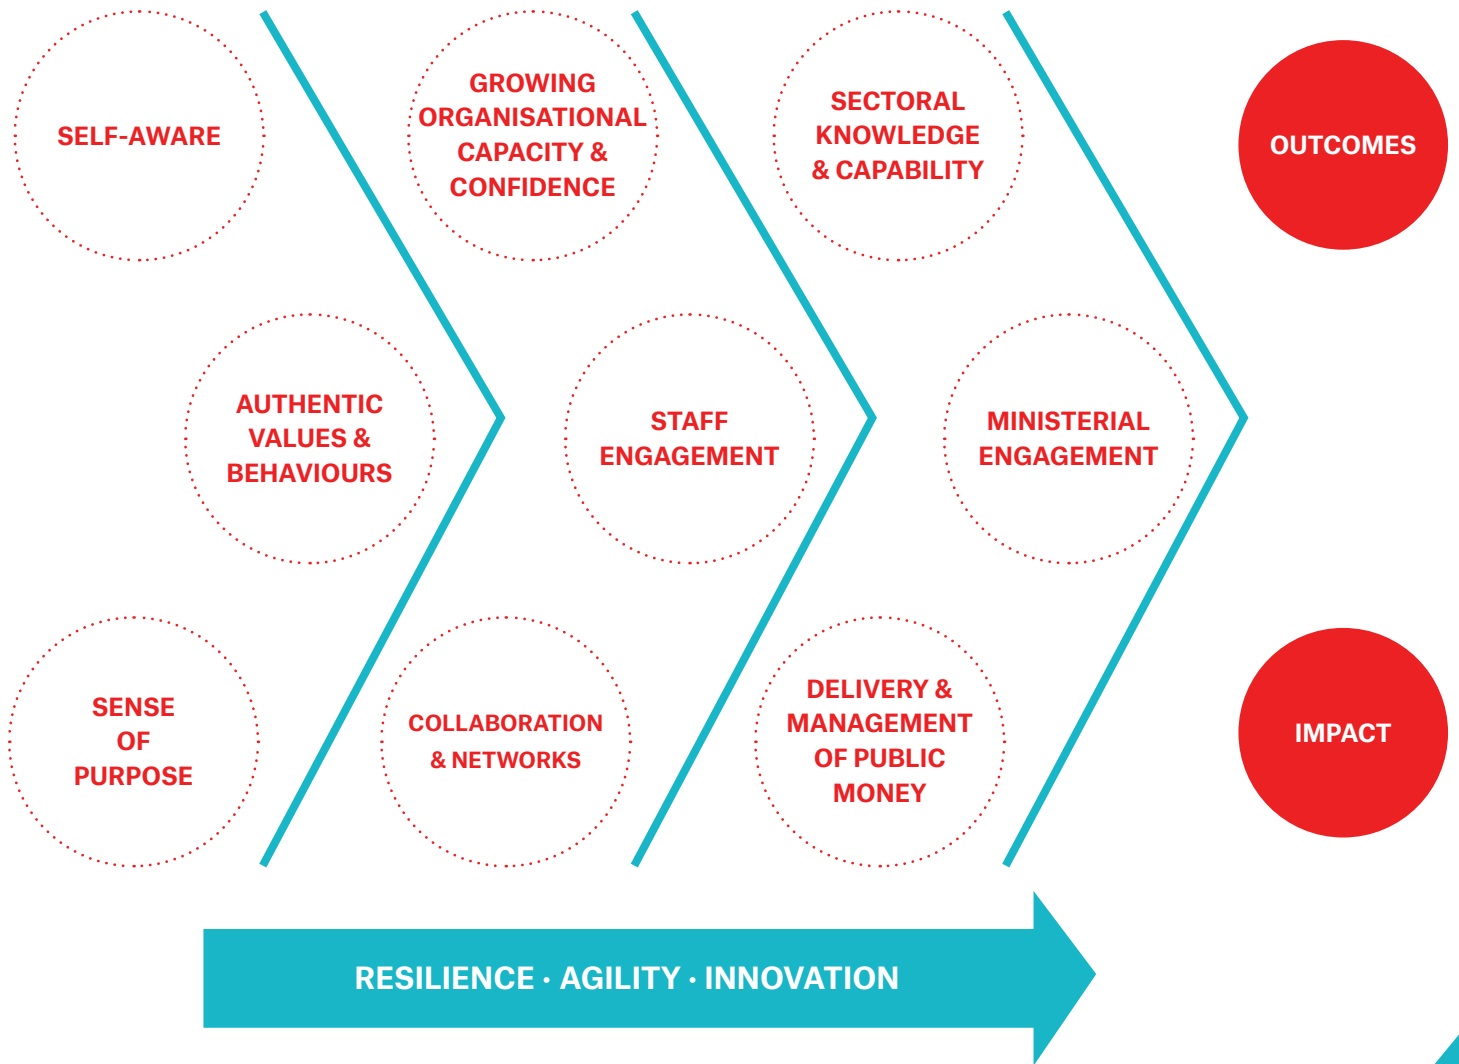 SELF-AWARE
AUTHENTIC
VALUES &
BEHAVIOURS
SENSE
OF
PURPOSE
GROWING
ORGANISATIONAL
CAPACITY &
CONFIDENCE
STAFF
ENGAGEMENT
COLLABORATION
& NETWORKS
SECTORAL
KNOWLEDGE
& CAPABILITY
MINISTERIAL
ENGAGEMENT
DELIVERY &
MANAGEMENT
OF PUBLIC
MONEY
OUTCOMES
IMPACT
RESILIENCE · AGILITY · INNOVATION